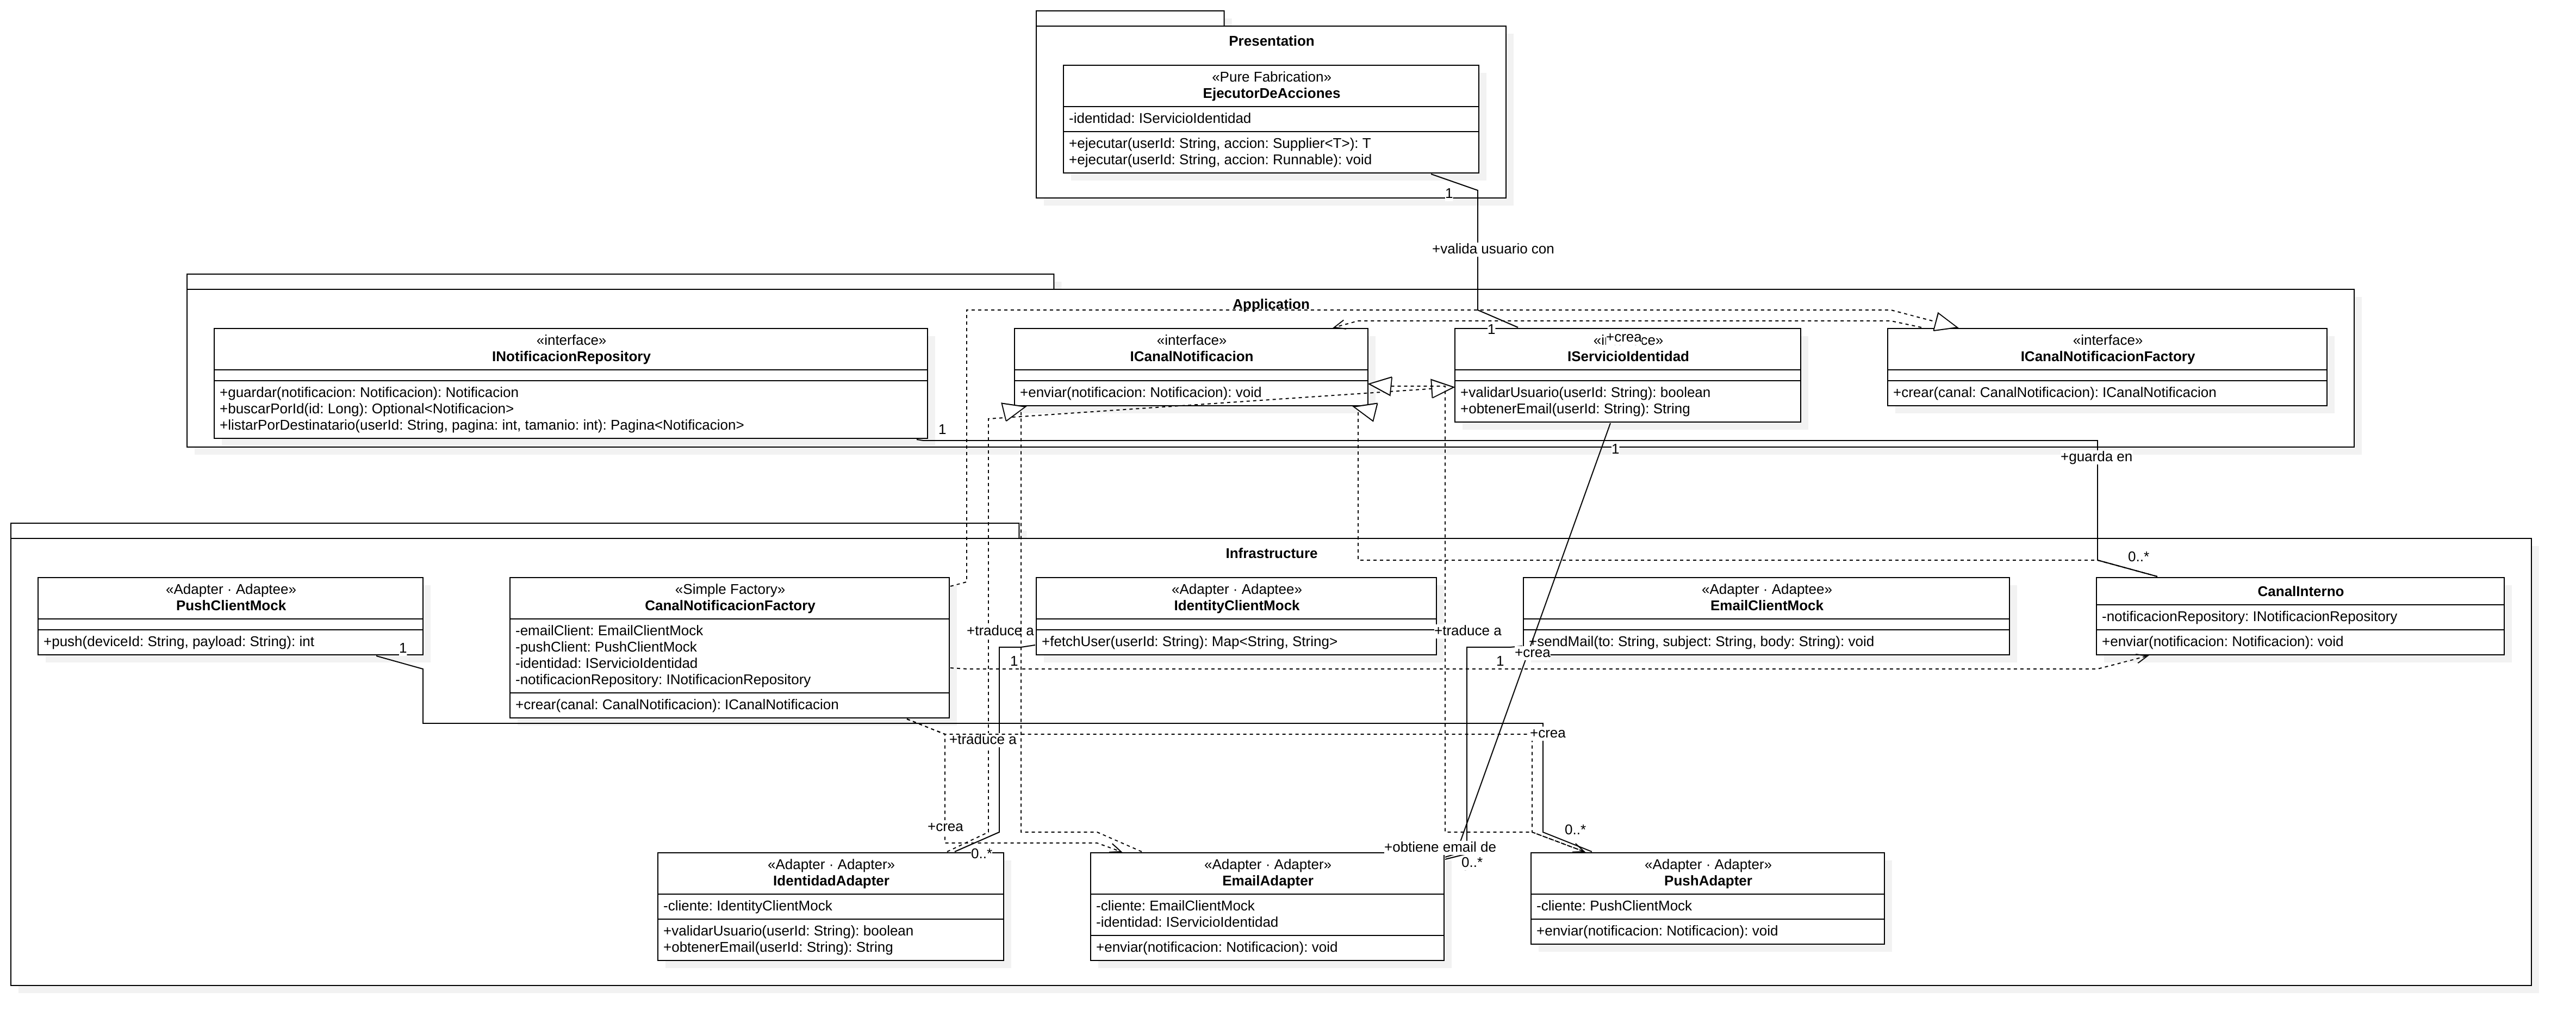 Presentation
«Pure Fabrication»
EjecutorDeAcciones
-identidad: IServicioIdentidad
+ejecutar(userId: String, accion: Supplier<T>): T
+ejecutar(userId: String, accion: Runnable): void
1
+valida usuario con
Application
«interface»
INotificacionRepository
+guardar(notificacion: Notificacion): Notificacion
+buscarPorId(id: Long): Optional<Notificacion>
+listarPorDestinatario(userId: String, pagina: int, tamanio: int): Pagina<Notificacion>
1
«interface»
ICanalNotificacion
+enviar(notificacion: Notificacion): void
1
+crea
IServicioIdentidad
+validarUsuario(userId: String): boolean
+obtenerEmail(userId: String): String
1
«interface»
ICanalNotificacionFactory
+crear(canal: CanalNotificacion): ICanalNotificacion
+guarda en
0..*
Infrastructure
«Adapter · Adaptee»
PushClientMock
+push(deviceId: String, payload: String): int
1
«Simple Factory»
CanalNotificacionFactory
-emailClient: EmailClientMock
-pushClient: PushClientMock
-identidad: IServicioIdentidad
-notificacionRepository: INotificacionRepository
+crear(canal: CanalNotificacion): ICanalNotificacion
«Adapter · Adaptee»
IdentityClientMock
+fetchUser(userId: String): Map<String, String>
+traduce a
1
«Adapter · Adaptee»
EmailClientMock
+sendMail(to: String, subject: String, body: String): void
+traduce a
1
+crea
CanalInterno
-notificacionRepository: INotificacionRepository
+enviar(notificacion: Notificacion): void
+traduce a
+crea
+crea
0..*
+obtiene email de
0..*
0..*
«Adapter · Adapter»
IdentidadAdapter
-cliente: IdentityClientMock
+validarUsuario(userId: String): boolean
+obtenerEmail(userId: String): String
«Adapter · Adapter»
EmailAdapter
-cliente: EmailClientMock
-identidad: IServicioIdentidad
+enviar(notificacion: Notificacion): void
«Adapter · Adapter»
PushAdapter
-cliente: PushClientMock
+enviar(notificacion: Notificacion): void